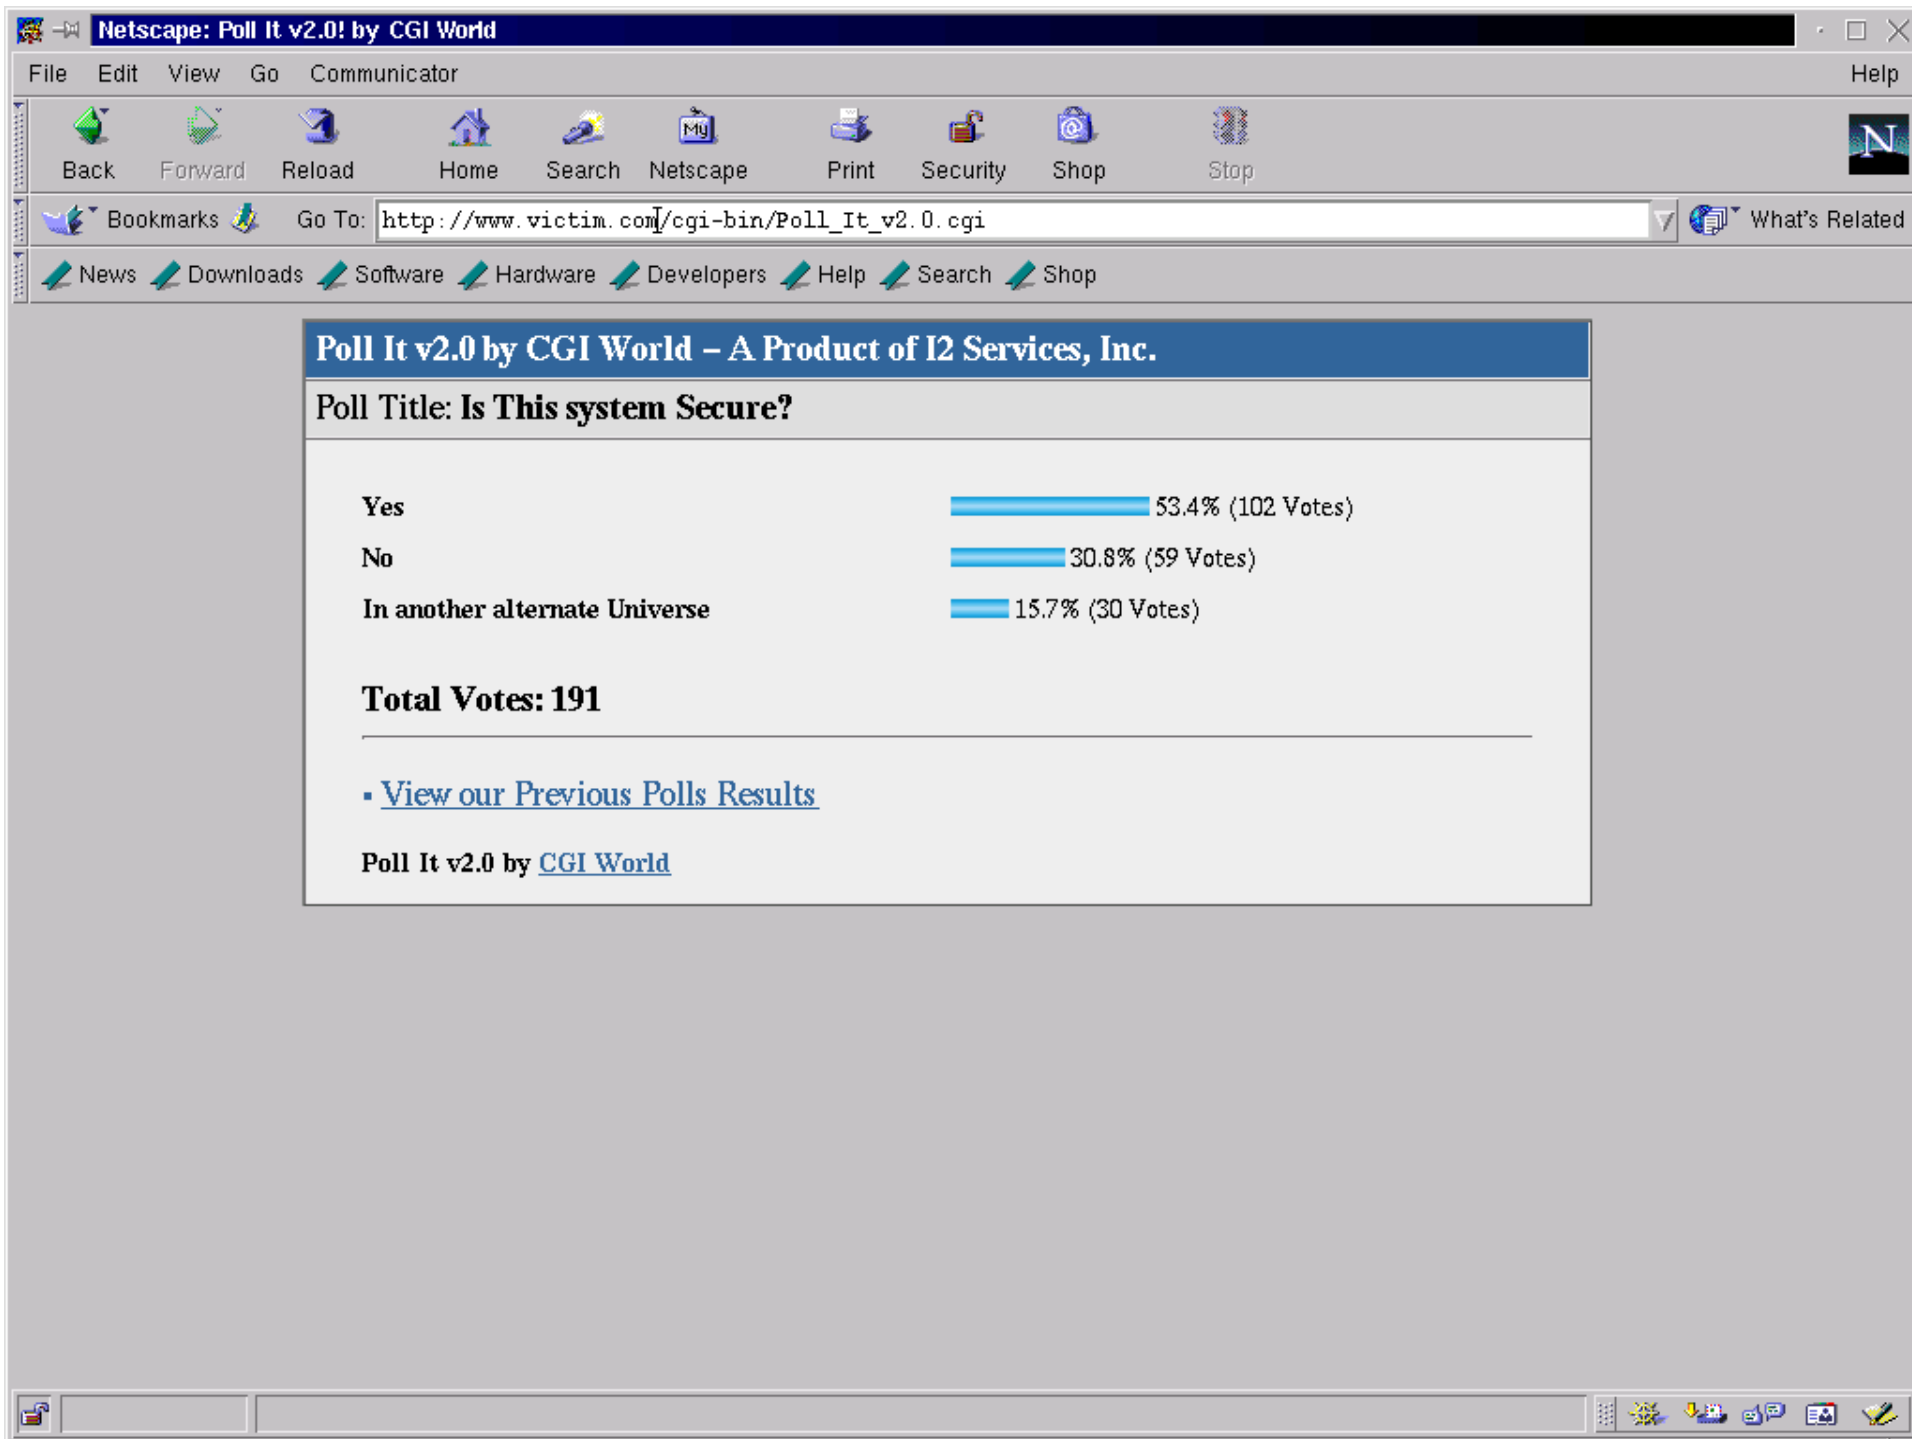 Netscape: Poll It v2.0! by CGI World
File Edit View Go Communicator Help
Back Forward Reload Home Search Netscape Print Security Shop Stop
My
N
Bookmarks Go To: http://www.victim.com/cgi-bin/Poll_It_v2.0.cgi What's Related
News Downloads Software Hardware Developers Help Search Shop
Poll It v2.0 by CGI World – A Product of I2 Services, Inc.
Poll Title: Is This system Secure?
Yes 53.4% (102 Votes)
No 30.8% (59 Votes)
In another alternate Universe 15.7% (30 Votes)
Total Votes: 191
View our Previous Polls Results
Poll It v2.0 by CGI World